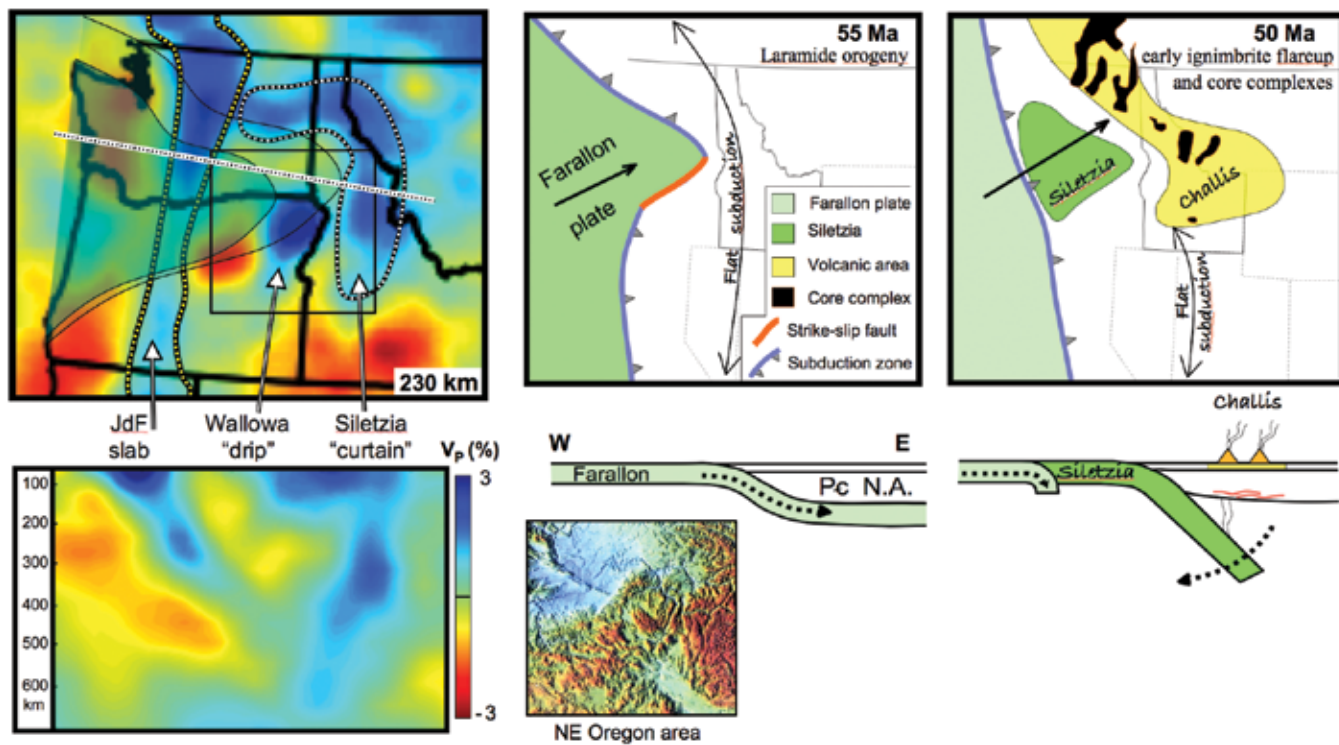 230 km
JdF
slab
Wallowa
"drip"
Siletzia
"curtain"
Vp (%)
3
-3
100
200
300
400
500
600
km
55 Ma
Laramide orogeny
Farallon
plate
Flat subduction
Farallon plate
Siletzia
Volcanic area
Core complex
Strike-slip fault
Subduction zone
W
E
Farallon
Pc N.A.
NE Oregon area
50 Ma
early ignimbrite flareup
and core complexes
Siletzia
Challis
Flat
subduction
Challis
Siletzia